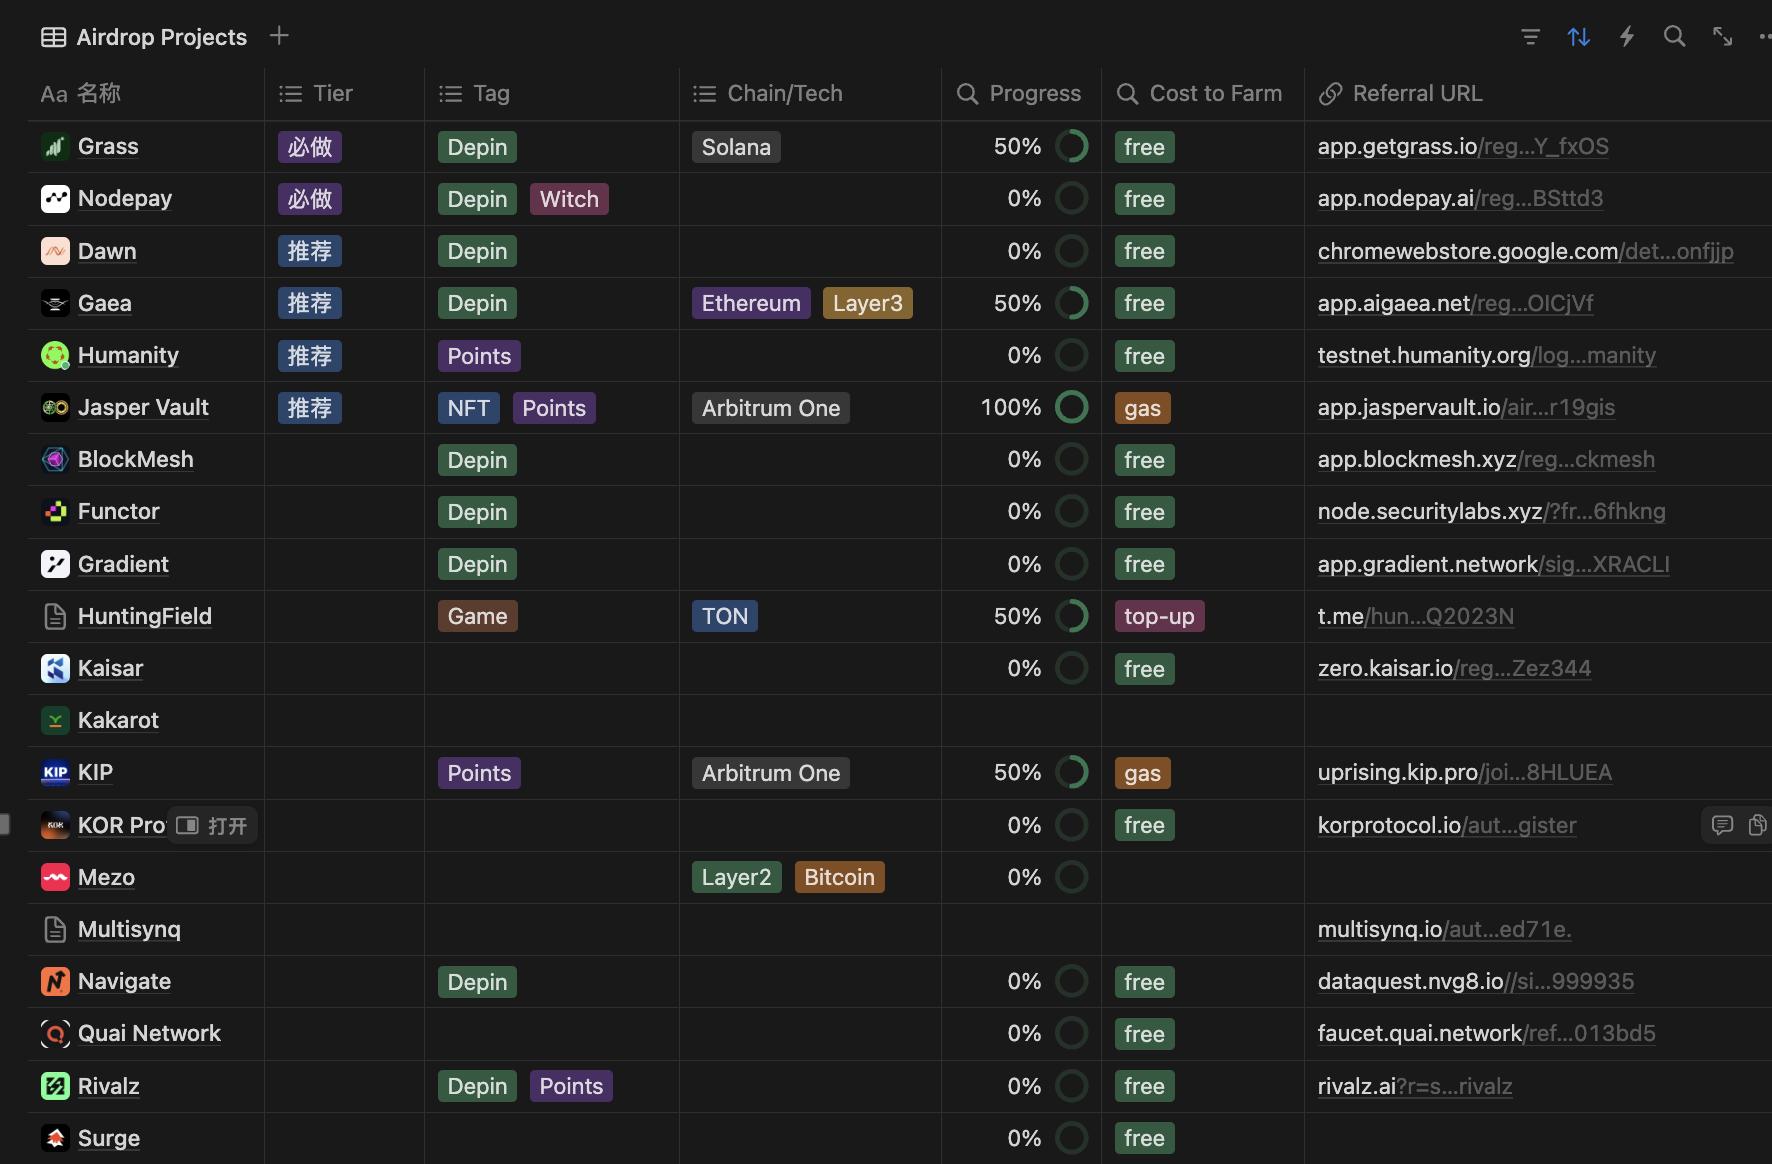 Airdrop Projects
Aa 名称 Tier Tag Chain/Tech Progress Cost to Farm Referral URL
Grass 必做 Depin Solana 50% free app.getgrass.io/reg...Y_fxOS
Nodepay 必做 Depin Witch 0% free app.nodepay.ai/reg...BSttd3
Dawn 推荐 Depin 0% free chromewebstore.google.com/det...onfjjp
Gaea 推荐 Depin Ethereum Layer3 50% free app.aigaea.net/reg...OICjVf
Humanity 推荐 Points 0% free testnet.humanity.org/log...manity
Jasper Vault 推荐 NFT Points Arbitrum One 100% gas app.jaspervault.io/air...r19gis
BlockMesh Depin 0% free app.blockmesh.xyz/reg...ckmesh
Functor Depin 0% free node.securitylabs.xyz/?fr...6fhkng
Gradient Depin 0% free app.gradient.network/sig...XRACLI
HuntingField Game TON 50% top-up t.me/hun...Q2023N
Kaisar 0% free zero.kaisar.io/reg...Zez344
Kakarot
KIP KIP Points Arbitrum One 50% gas uprising.kip.pro/joi...8HLUEA
KOR KOR Pro 打开 0% free korprotocol.io/aut...gister
Mezo Layer2 Bitcoin 0%
Multisynq multisynq.io/aut...ed71e.
Navigate Depin 0% free dataquest.nvg8.io//si...999935
Quai Network 0% free faucet.quai.network/ref...013bd5
Rivalz Depin Points 0% free rivalz.ai?r=s...rivalz
Surge 0% free